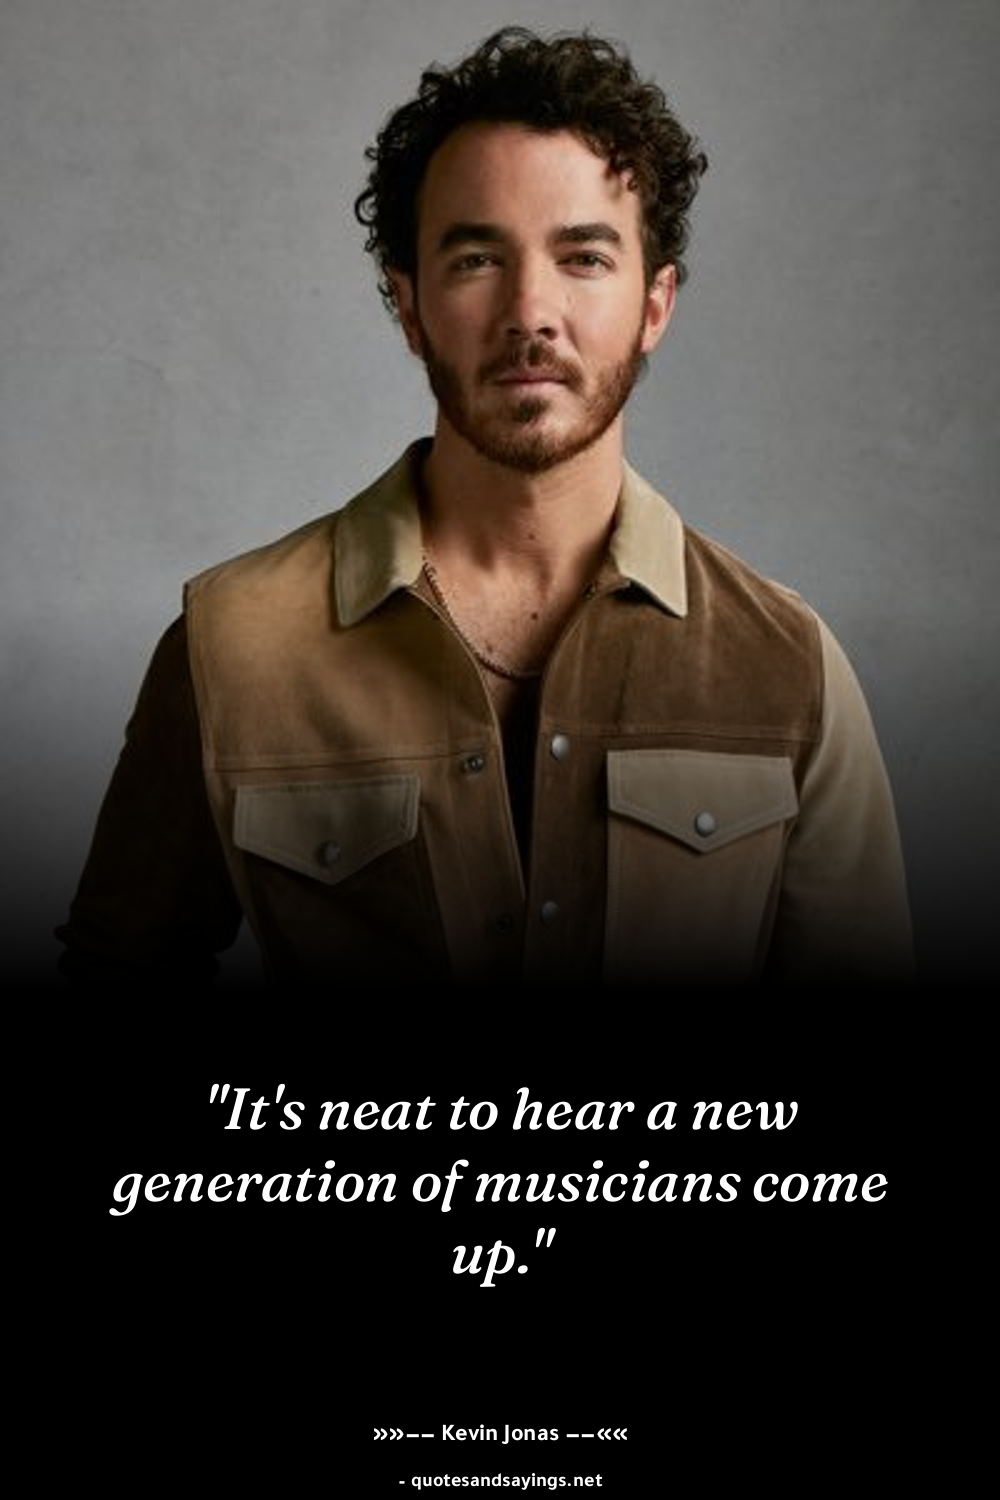 "It's neat to hear a new
generation of musicians come
up."
»»–– Kevin Jonas ––««
- quotesandsayings.net